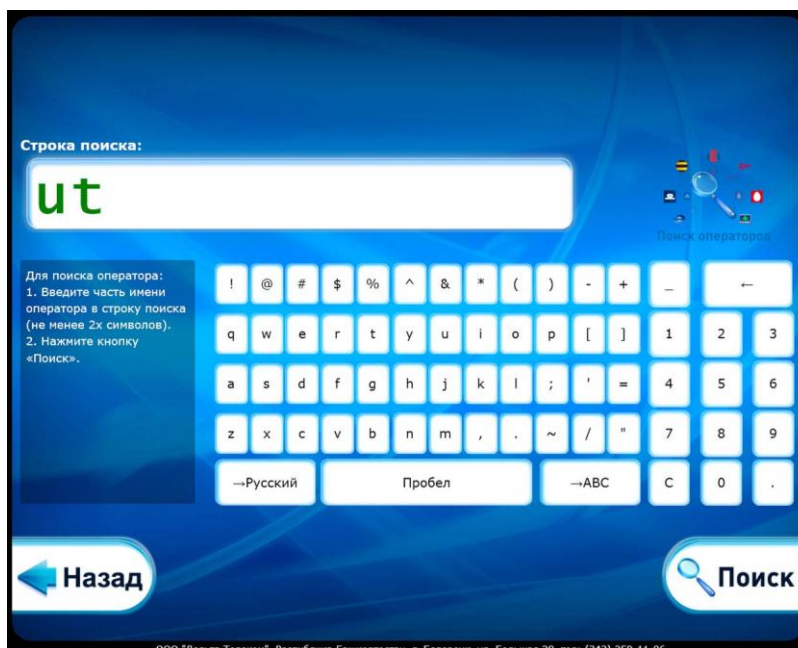 Строка поиска:
ut
Поиск операторов
Для поиска оператора:
1. Введите часть имени
оператора в строку поиска
(не менее 2х символов).
2. Нажмите кнопку
«Поиск».
! @ # $ % ^ & * ( ) - + _ ←
q w e r t y u i o p [ ] 1 2 3
a s d f g h j k l ; ' = 4 5 6
z x c v b n m , . ~ / " 7 8 9
→Русский Пробел →ABC C 0 .
Назад
Поиск